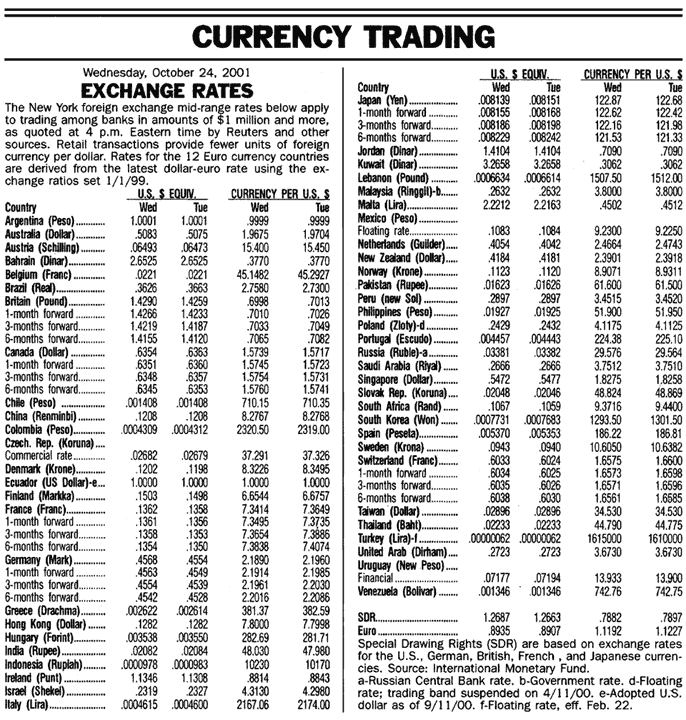 CURRENCY TRADING
Wednesday, October 24, 2001
EXCHANGE RATES
The New York foreign exchange mid-range rates below apply
to trading among banks in amounts of $1 million and more,
as quoted at 4 p.m. Eastern time by Reuters and other
sources. Retail transactions provide fewer units of foreign
currency per dollar. Rates for the 12 Euro currency countries
are derived from the latest dollar-euro rate using the ex-
change ratios set 1/1/99.
U.S. $ EQUIV. CURRENCY PER U.S. $
Country Wed Tue Wed Tue
Argentina (Peso)........... 1.0001 1.0001 .9999 .9999
Australia (Dollar).......... .5083 .5075 1.9675 1.9704
Austria (Schilling)......... .06493 .06473 15.400 15.450
Bahrain (Dinar)............ 2.6525 2.6525 .3770 .3770
Belgium (Franc) ........... .0221 .0221 45.1482 45.2927
Brazil (Real)................ .3626 .3663 2.7580 2.7300
Britain (Pound)............. 1.4290 1.4259 .6998 .7013
1-month forward ......... 1.4266 1.4233 .7010 .7026
3-months forward......... 1.4219 1.4187 .7033 .7049
6-months forward......... 1.4155 1.4120 .7065 .7082
Canada (Dollar) ........... .6354 .6363 1.5739 1.5717
1-month forward ......... .6351 .6360 1.5745 1.5723
3-months forward......... .6348 .6357 1.5754 1.5731
6-months forward......... .6345 .6353 1.5760 1.5741
Chile (Peso) ............... .001408 .001408 710.15 710.35
China (Renminbi) ......... .1208 .1208 8.2767 8.2768
Colombia (Peso)........... .0004309 .0004312 2320.50 2319.00
Czech. Rep. (Koruna)....
Commercial rate........... .02682 .02679 37.291 37.326
Denmark (Krone).......... .1202 .1198 8.3226 8.3495
Ecuador (US Dollar)-e... 1.0000 1.0000 1.0000 1.0000
Finland (Markka).......... .1503 .1498 6.6544 6.6757
France (Franc)............. .1362 .1358 7.3414 7.3649
1-month forward ......... .1361 .1356 7.3495 7.3735
3-months forward......... .1358 .1353 7.3654 7.3886
6-months forward......... .1354 .1350 7.3838 7.4074
Germany (Mark)........... .4568 .4554 2.1890 2.1960
1-month forward ......... .4563 .4549 2.1914 2.1985
3-months forward......... .4554 .4539 2.1961 2.2030
6-months forward......... .4542 .4528 2.2016 2.2086
Greece (Drachma)......... .002622 .002614 381.37 382.59
Hong Kong (Dollar) ...... .1282 .1282 7.8000 7.7998
Hungary (Forint)........... .003538 .003550 282.69 281.71
India (Rupee).............. .02082 .02084 48.030 47.980
Indonesia (Rupiah)........ .0000978 .0000983 10230 10170
Ireland (Punt).............. 1.1346 1.1308 .8814 .8843
Israel (Shekel)............. .2319 .2327 4.3130 4.2980
Italy (Lira)................... .0004615 .0004600 2167.06 2174.00
U.S. $ EQUIV. CURRENCY PER U.S. $
Country Wed Tue Wed Tue
Japan (Yen)................. .008139 .008151 122.87 122.68
1-month forward ......... .008155 .008168 122.62 122.42
3-months forward......... .008186 .008198 122.16 121.98
6-months forward......... .008229 .008242 121.53 121.33
Jordan (Dinar)............. 1.4104 1.4104 .7090 .7090
Kuwait (Dinar)............. 3.2658 3.2658 .3062 .3062
Lebanon (Pound)......... .0006634 .0006614 1507.50 1512.00
Malaysia (Ringgit)-b...... .2632 .2632 3.8000 3.8000
Malta (Lira)................. 2.2212 2.2163 .4502 .4512
Mexico (Peso)..............
Floating rate................ .1083 .1084 9.2300 9.2250
Netherlands (Guilder).... .4054 .4042 2.4664 2.4743
New Zealand (Dollar).... .4184 .4181 2.3901 2.3918
Norway (Krone)............ .1123 .1120 8.9071 8.9311
Pakistan (Rupee).......... .01623 .01626 61.600 61.500
Peru (new Sol) ............ .2897 .2897 3.4515 3.4520
Philippines (Peso)......... .01927 .01925 51.900 51.950
Poland (Zloty)-d ........... .2429 .2432 4.1175 4.1125
Portugal (Escudo)......... .004457 .004443 224.38 225.10
Russia (Ruble)-a .......... .03381 .03382 29.576 29.564
Saudi Arabia (Riyal) ..... .2666 .2666 3.7512 3.7510
Singapore (Dollar)........ .5472 .5477 1.8275 1.8258
Slovak Rep. (Koruna).... .02048 .02046 48.824 48.869
South Africa (Rand) ..... .1067 .1059 9.3716 9.4400
South Korea (Won) ...... .0007731 .0007683 1293.50 1301.50
Spain (Peseta)............. .005370 .005353 186.22 186.81
Sweden (Krona) .......... .0943 .0940 10.6050 10.6382
Switzerland (Franc)....... .6033 .6024 1.6575 1.6600
1-month forward ......... .6034 .6025 1.6573 1.6598
3-months forward......... .6035 .6026 1.6571 1.6596
6-months forward......... .6038 .6030 1.6561 1.6585
Taiwan (Dollar) ........... .02896 .02896 34.530 34.530
Thailand (Baht)............ .02233 .02233 44.790 44.775
Turkey (Lira)-f.............. .00000062 .00000062 1615000 1610000
United Arab (Dirham).... .2723 .2723 3.6730 3.6730
Uruguay (New Peso).....
Financial..................... .07177 .07194 13.933 13.900
Venezuela (Bolivar) ...... .001346 .001346 742.76 742.75
SDR........................... 1.2687 1.2663 .7882 .7897
Euro........................... .8935 .8907 1.1192 1.1227
Special Drawing Rights (SDR) are based on exchange rates
for the U.S., German, British, French , and Japanese curren-
cies. Source: International Monetary Fund.
a-Russian Central Bank rate. b-Government rate. d-Floating
rate; trading band suspended on 4/11/00. e-Adopted U.S.
dollar as of 9/11/00. f-Floating rate, eff. Feb. 22.